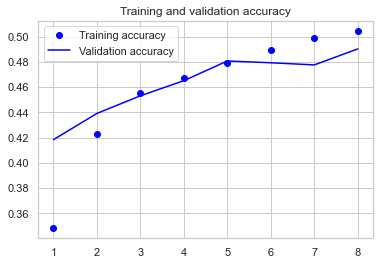 Training and validation accuracy
Training accuracy
Validation accuracy
0.50
0.48
0.46
0.44
0.42
0.40
0.38
0.36
1 2 3 4 5 6 7 8